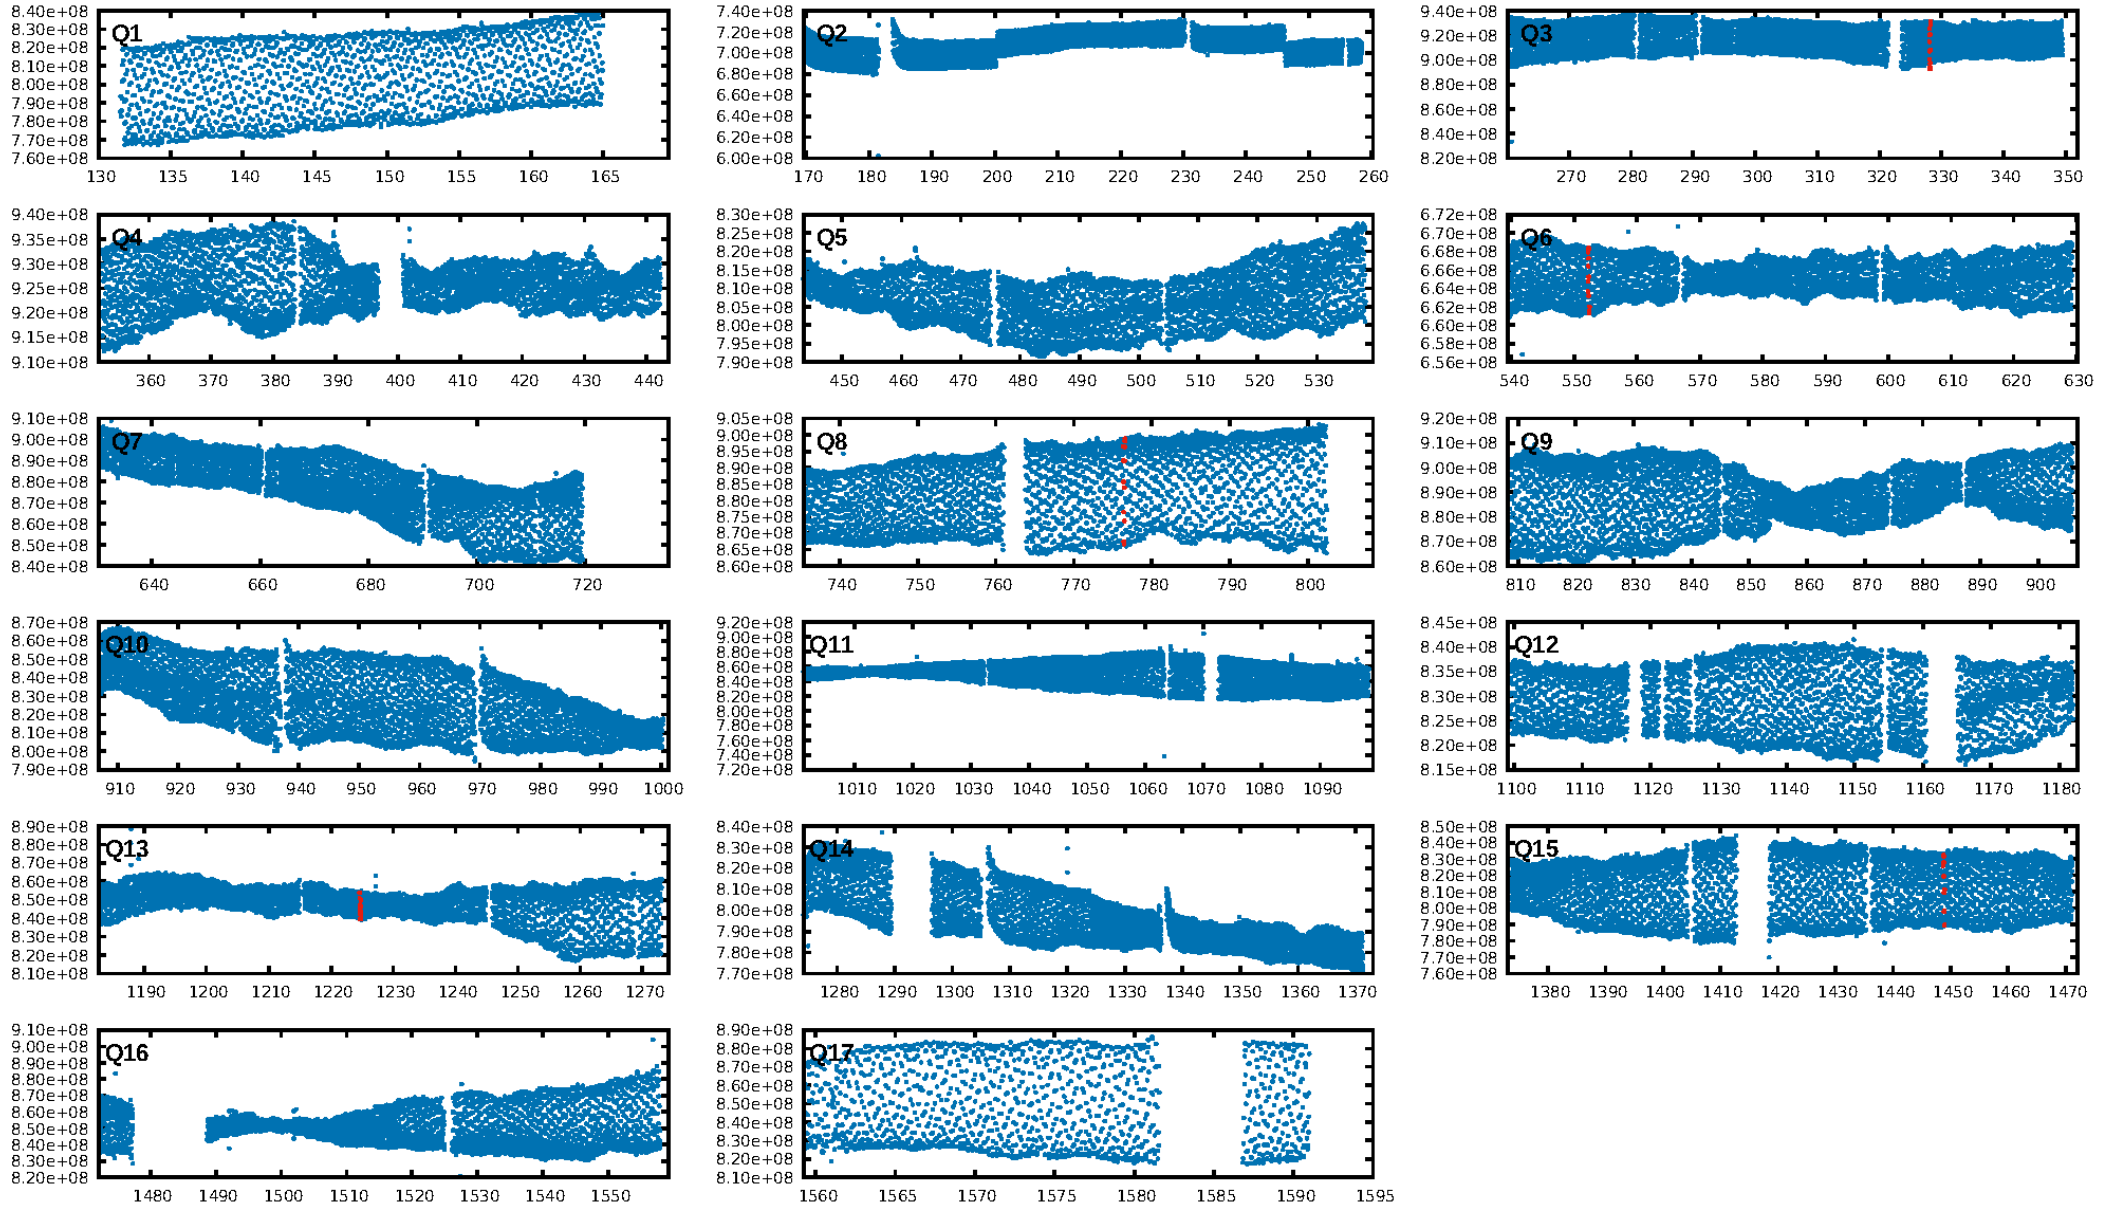 8.40e+08
8.30e+08
8.20e+08
8.10e+08
8.00e+08
7.90e+08
7.80e+08
7.70e+08
7.60e+08
Q1
130 135 140 145 150 155 160 165
7.40e+08
7.20e+08
7.00e+08
6.80e+08
6.60e+08
6.40e+08
6.20e+08
6.00e+08
Q2
170 180 190 200 210 220 230 240 250 260
9.40e+08
9.20e+08
9.00e+08
8.80e+08
8.60e+08
8.40e+08
8.20e+08
Q3
270 280 290 300 310 320 330 340 350
9.40e+08
9.35e+08
9.30e+08
9.25e+08
9.20e+08
9.15e+08
9.10e+08
Q4
360 370 380 390 400 410 420 430 440
8.30e+08
8.25e+08
8.20e+08
8.15e+08
8.10e+08
8.05e+08
8.00e+08
7.95e+08
7.90e+08
Q5
450 460 470 480 490 500 510 520 530
6.72e+08
6.70e+08
6.68e+08
6.66e+08
6.64e+08
6.62e+08
6.60e+08
6.58e+08
6.56e+08
Q6
540 550 560 570 580 590 600 610 620 630
9.10e+08
9.00e+08
8.90e+08
8.80e+08
8.70e+08
8.60e+08
8.50e+08
8.40e+08
Q7
640 660 680 700 720
9.05e+08
9.00e+08
8.95e+08
8.90e+08
8.85e+08
8.80e+08
8.75e+08
8.70e+08
8.65e+08
8.60e+08
Q8
740 750 760 770 780 790 800
9.20e+08
9.10e+08
9.00e+08
8.90e+08
8.80e+08
8.70e+08
8.60e+08
Q9
810 820 830 840 850 860 870 880 890 900
8.70e+08
8.60e+08
8.50e+08
8.40e+08
8.30e+08
8.20e+08
8.10e+08
8.00e+08
7.90e+08
Q10
910 920 930 940 950 960 970 980 990 1000
9.20e+08
9.00e+08
8.80e+08
8.60e+08
8.40e+08
8.20e+08
8.00e+08
7.80e+08
7.60e+08
7.40e+08
7.20e+08
Q11
1010 1020 1030 1040 1050 1060 1070 1080 1090
8.45e+08
8.40e+08
8.35e+08
8.30e+08
8.25e+08
8.20e+08
8.15e+08
Q12
1100 1110 1120 1130 1140 1150 1160 1170 1180
8.90e+08
8.80e+08
8.70e+08
8.60e+08
8.50e+08
8.40e+08
8.30e+08
8.20e+08
8.10e+08
Q13
1190 1200 1210 1220 1230 1240 1250 1260 1270
8.40e+08
8.30e+08
8.20e+08
8.10e+08
8.00e+08
7.90e+08
7.80e+08
7.70e+08
Q14
1280 1290 1300 1310 1320 1330 1340 1350 1360 1370
8.50e+08
8.40e+08
8.30e+08
8.20e+08
8.10e+08
8.00e+08
7.90e+08
7.80e+08
7.70e+08
7.60e+08
Q15
1380 1390 1400 1410 1420 1430 1440 1450 1460 1470
9.10e+08
9.00e+08
8.90e+08
8.80e+08
8.70e+08
8.60e+08
8.50e+08
8.40e+08
8.30e+08
8.20e+08
Q16
1480 1490 1500 1510 1520 1530 1540 1550
8.90e+08
8.80e+08
8.70e+08
8.60e+08
8.50e+08
8.40e+08
8.30e+08
8.20e+08
8.10e+08
Q17
1560 1565 1570 1575 1580 1585 1590 1595